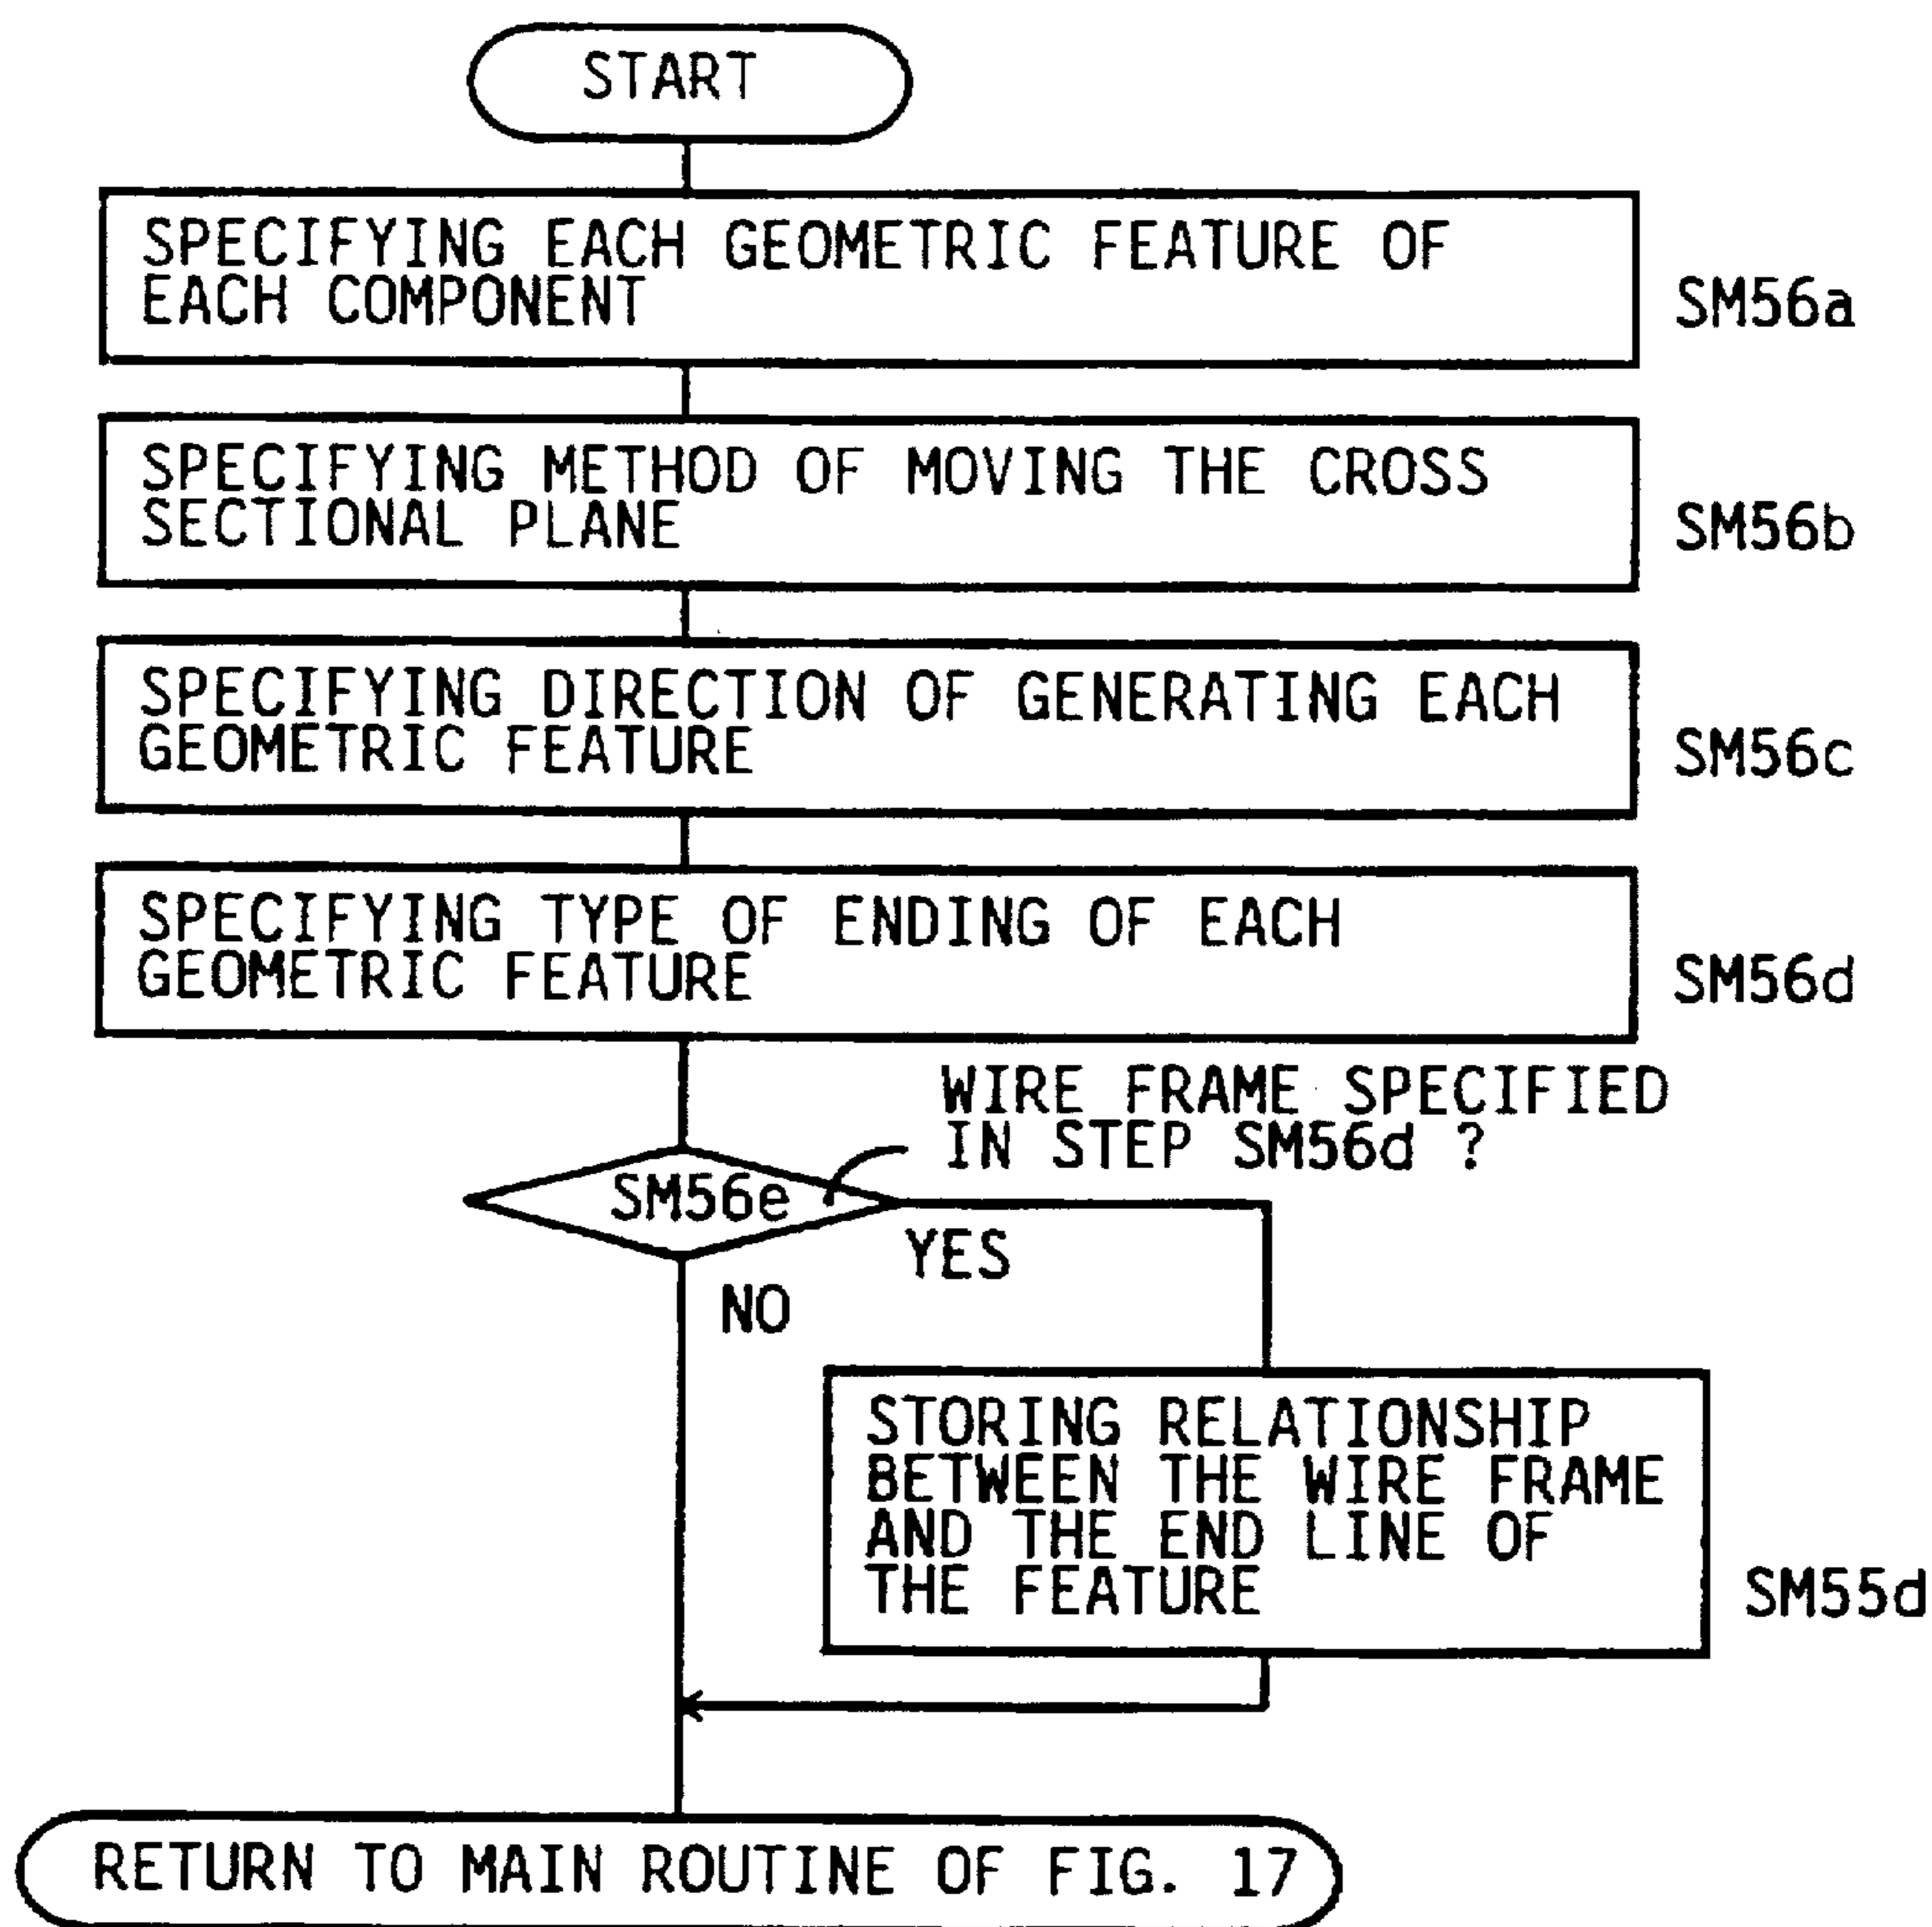 START
SPECIFYING EACH GEOMETRIC FEATURE OF
EACH COMPONENT
SM56a
SPECIFYING METHOD OF MOVING THE CROSS
SECTIONAL PLANE
SM56b
SPECIFYING DIRECTION OF GENERATING EACH
GEOMETRIC FEATURE
SM56c
SPECIFYING TYPE OF ENDING OF EACH
GEOMETRIC FEATURE
SM56d
WIRE FRAME SPECIFIED
IN STEP SM56d ?
SM56e
YES
NO
STORING RELATIONSHIP
BETWEEN THE WIRE FRAME
AND THE END LINE OF
THE FEATURE
SM55d
RETURN TO MAIN ROUTINE OF FIG. 17